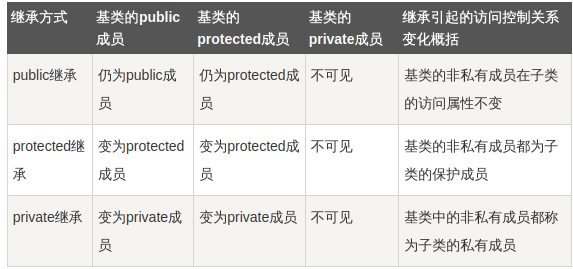 继承方式 基类的public 基类的 基类的 继承引起的访问控制关系
成员 protected成员 private成员 变化概括
public继承 仍为public成 仍为protected成 不可见 基类的非私有成员在子类
员 员 的访问属性不变
protected继 变为protected 变为protected成 不可见 基类的非私有成员都为子
承 成员 员 类的保护成员
private继承 变为private成 变为private成员 不可见 基类中的非私有成员都称
员 为子类的私有成员